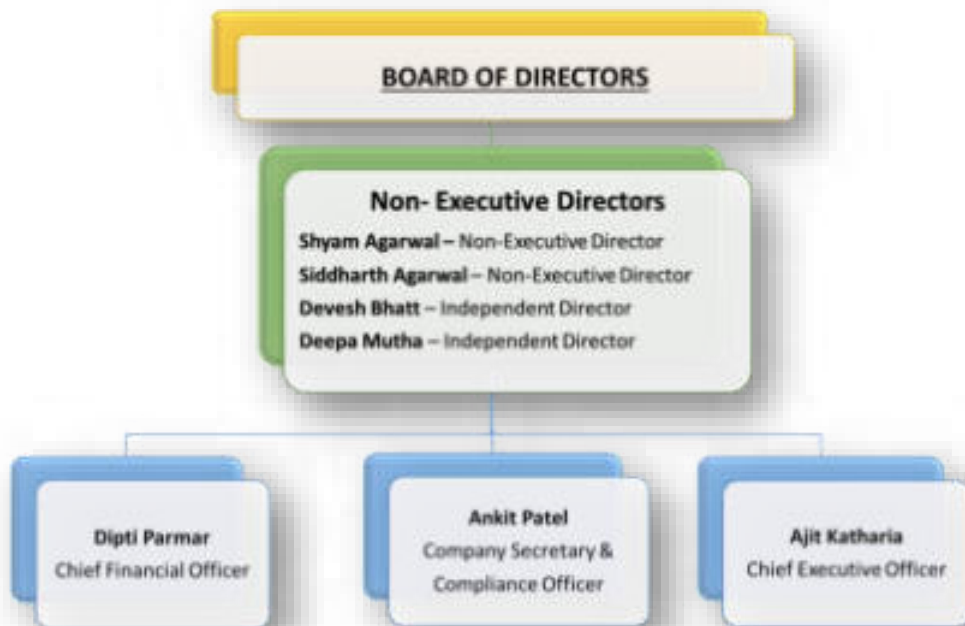 BOARD OF DIRECTORS
Non- Executive Directors
Shyam Agarwal – Non-Executive Director
Siddharth Agarwal – Non-Executive Director
Devesh Bhatt – Independent Director
Deepa Mutha – Independent Director
Dipti Parmar
Chief Financial Officer
Ankit Patel
Company Secretary &
Compliance Officer
Ajit Katharia
Chief Executive Officer